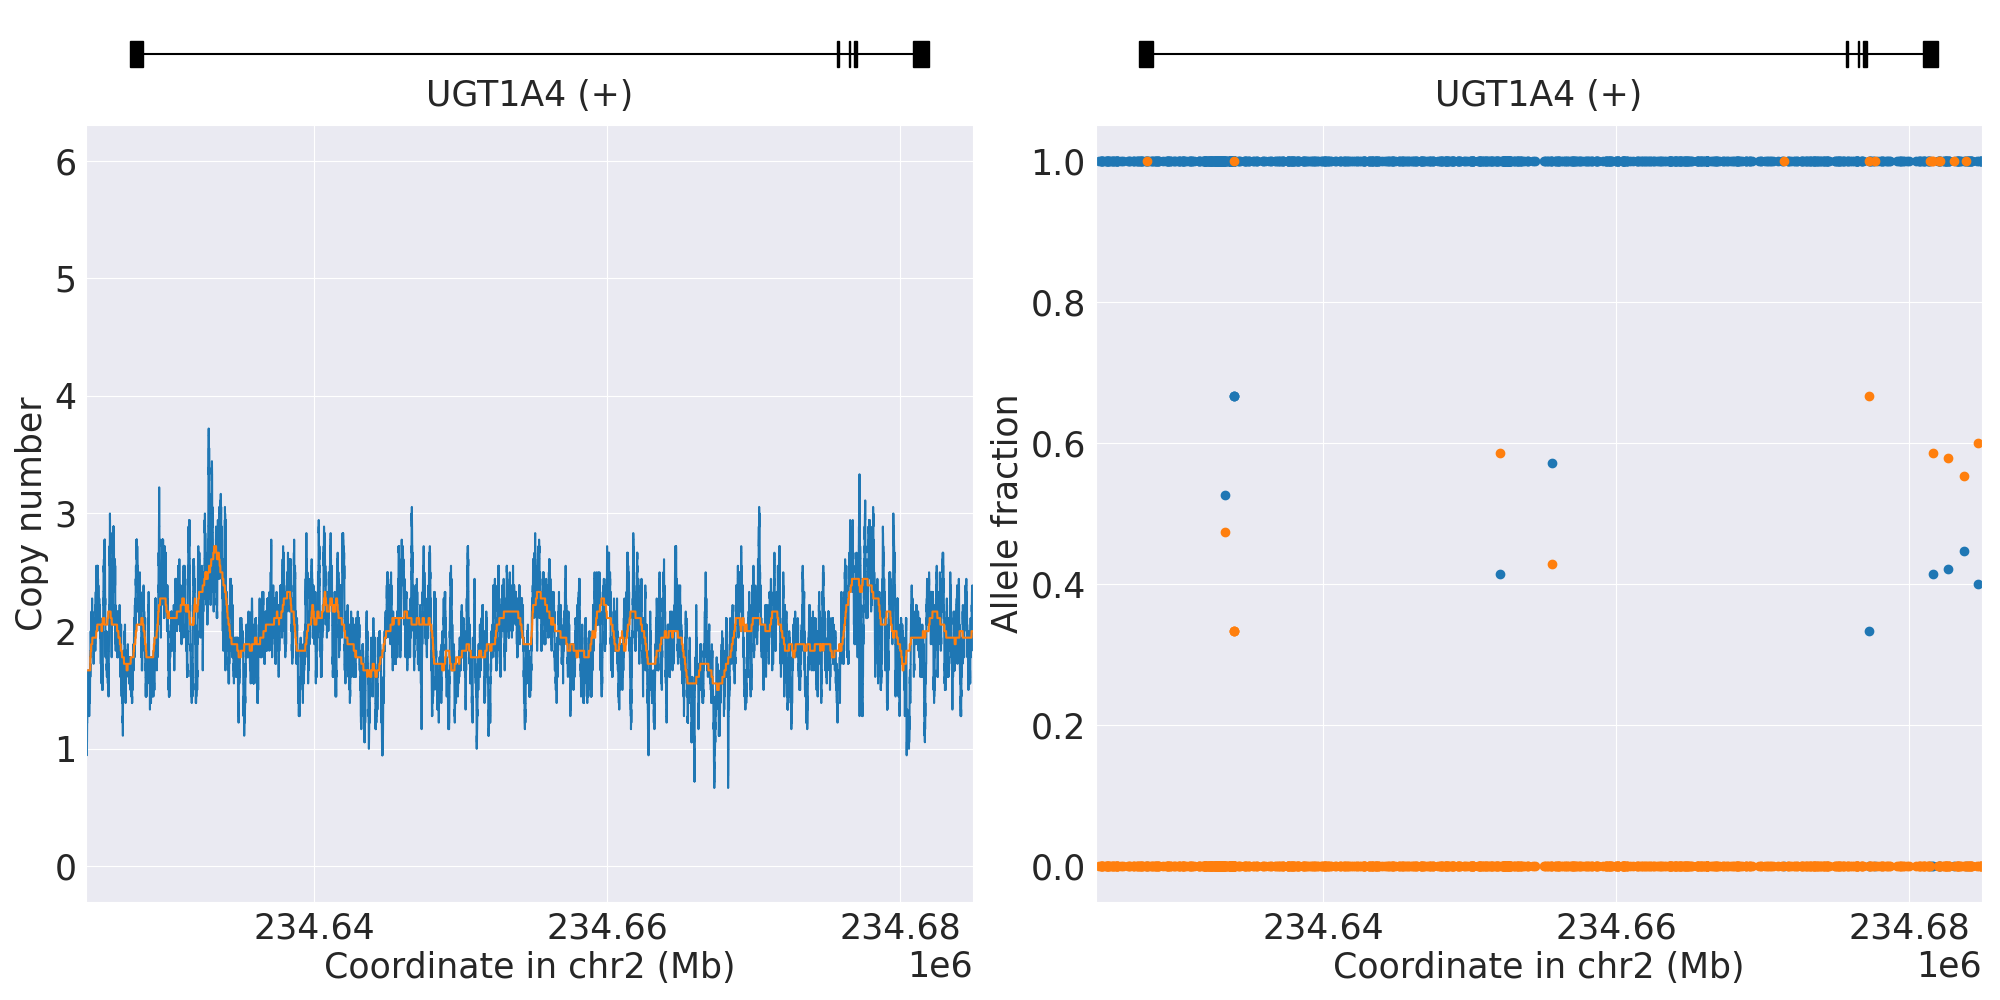 UGT1A4 (+)
Copy number
6
5
4
3
2
1
0
234.64
234.66
234.68
1e6
Coordinate in chr2 (Mb)
UGT1A4 (+)
Allele fraction
1.0
0.8
0.6
0.4
0.2
0.0
234.64
234.66
234.68
1e6
Coordinate in chr2 (Mb)